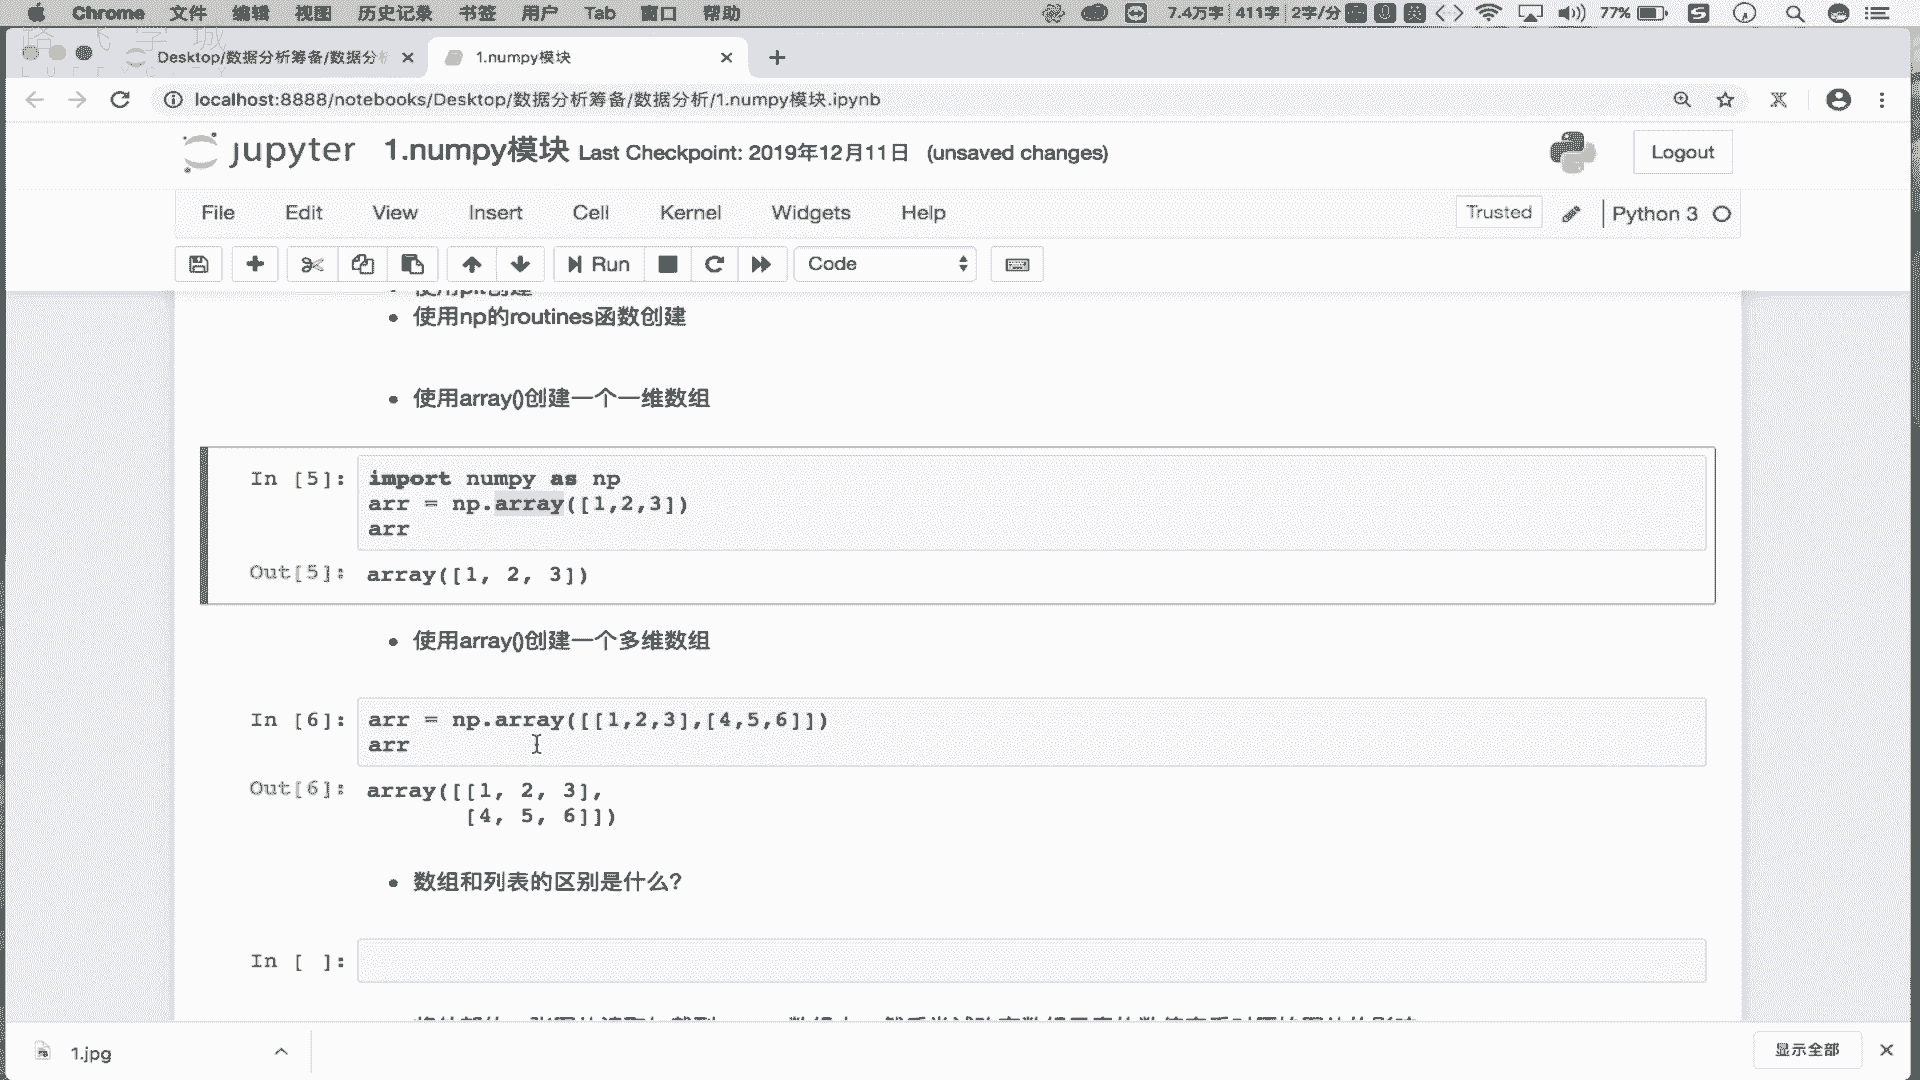 Chrome 文件 编辑 视图 历史记录 书签 用户 Tab 窗口 帮助 7.4万字 411字 2字/分 英 77%
路飞学城
Desktop/数据分析筹备/数据分析 1.numpy模块
localhost:8888/notebooks/Desktop/数据分析筹备/数据分析/1.numpy模块.ipynb
jupyter 1.numpy模块 Last Checkpoint: 2019年12月11日 (unsaved changes) Logout
File Edit View Insert Cell Kernel Widgets Help Trusted Python 3
Run Code
使用np的routines函数创建
使用array()创建一个一维数组
In [5]: import numpy as np
arr = np.array([1,2,3])
arr
Out[5]: array([1, 2, 3])
使用array()创建一个多维数组
In [6]: arr = np.array([[1,2,3],[4,5,6]])
arr
Out[6]: array([[1, 2, 3],
[4, 5, 6]])
数组和列表的区别是什么?
In [ ]:
1.jpg 显示全部